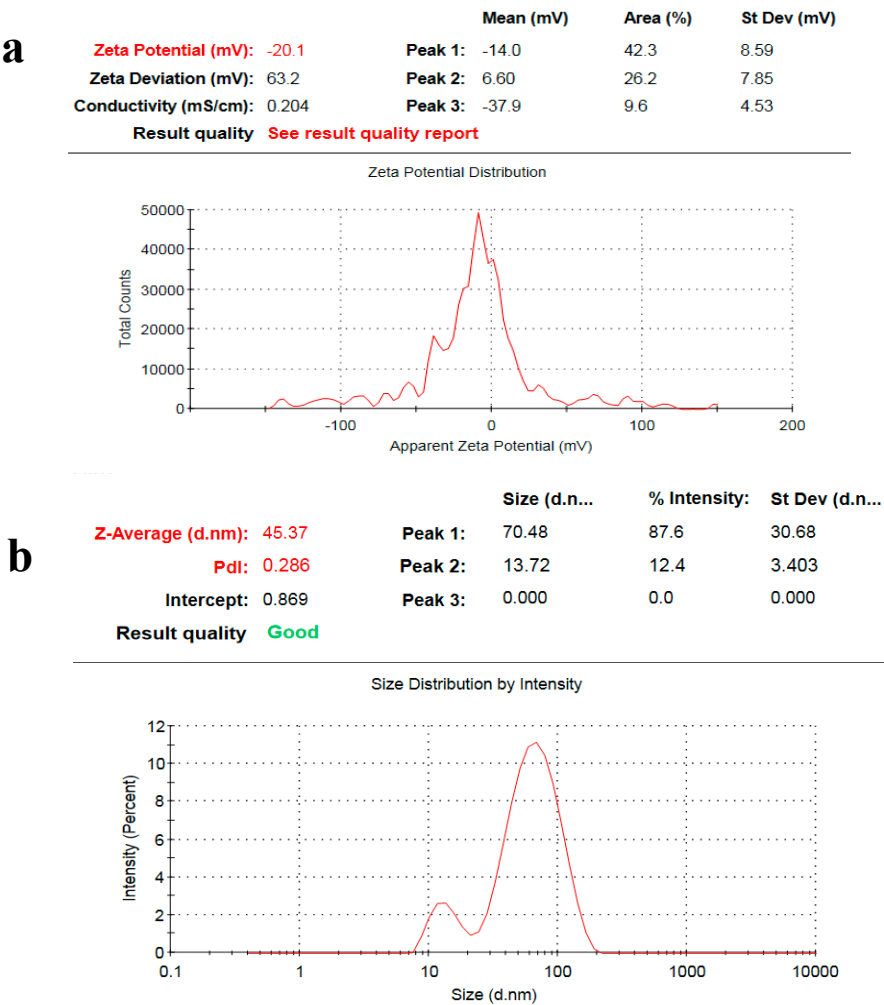 a
Mean (mV) Area (%) St Dev (mV)
Zeta Potential (mV): -20.1 Peak 1: -14.0 42.3 8.59
Zeta Deviation (mV): 63.2 Peak 2: 6.60 26.2 7.85
Conductivity (mS/cm): 0.204 Peak 3: -37.9 9.6 4.53
Result quality See result quality report
Zeta Potential Distribution
Total Counts
50000
40000
30000
20000
10000
0
-100 0 100 200
Apparent Zeta Potential (mV)
b
Size (d.n... % Intensity: St Dev (d.n...
Z-Average (d.nm): 45.37 Peak 1: 70.48 87.6 30.68
PdI: 0.286 Peak 2: 13.72 12.4 3.403
Intercept: 0.869 Peak 3: 0.000 0.0 0.000
Result quality Good
Size Distribution by Intensity
Intensity (Percent)
12
10
8
6
4
2
0
0.1 1 10 100 1000 10000
Size (d.nm)